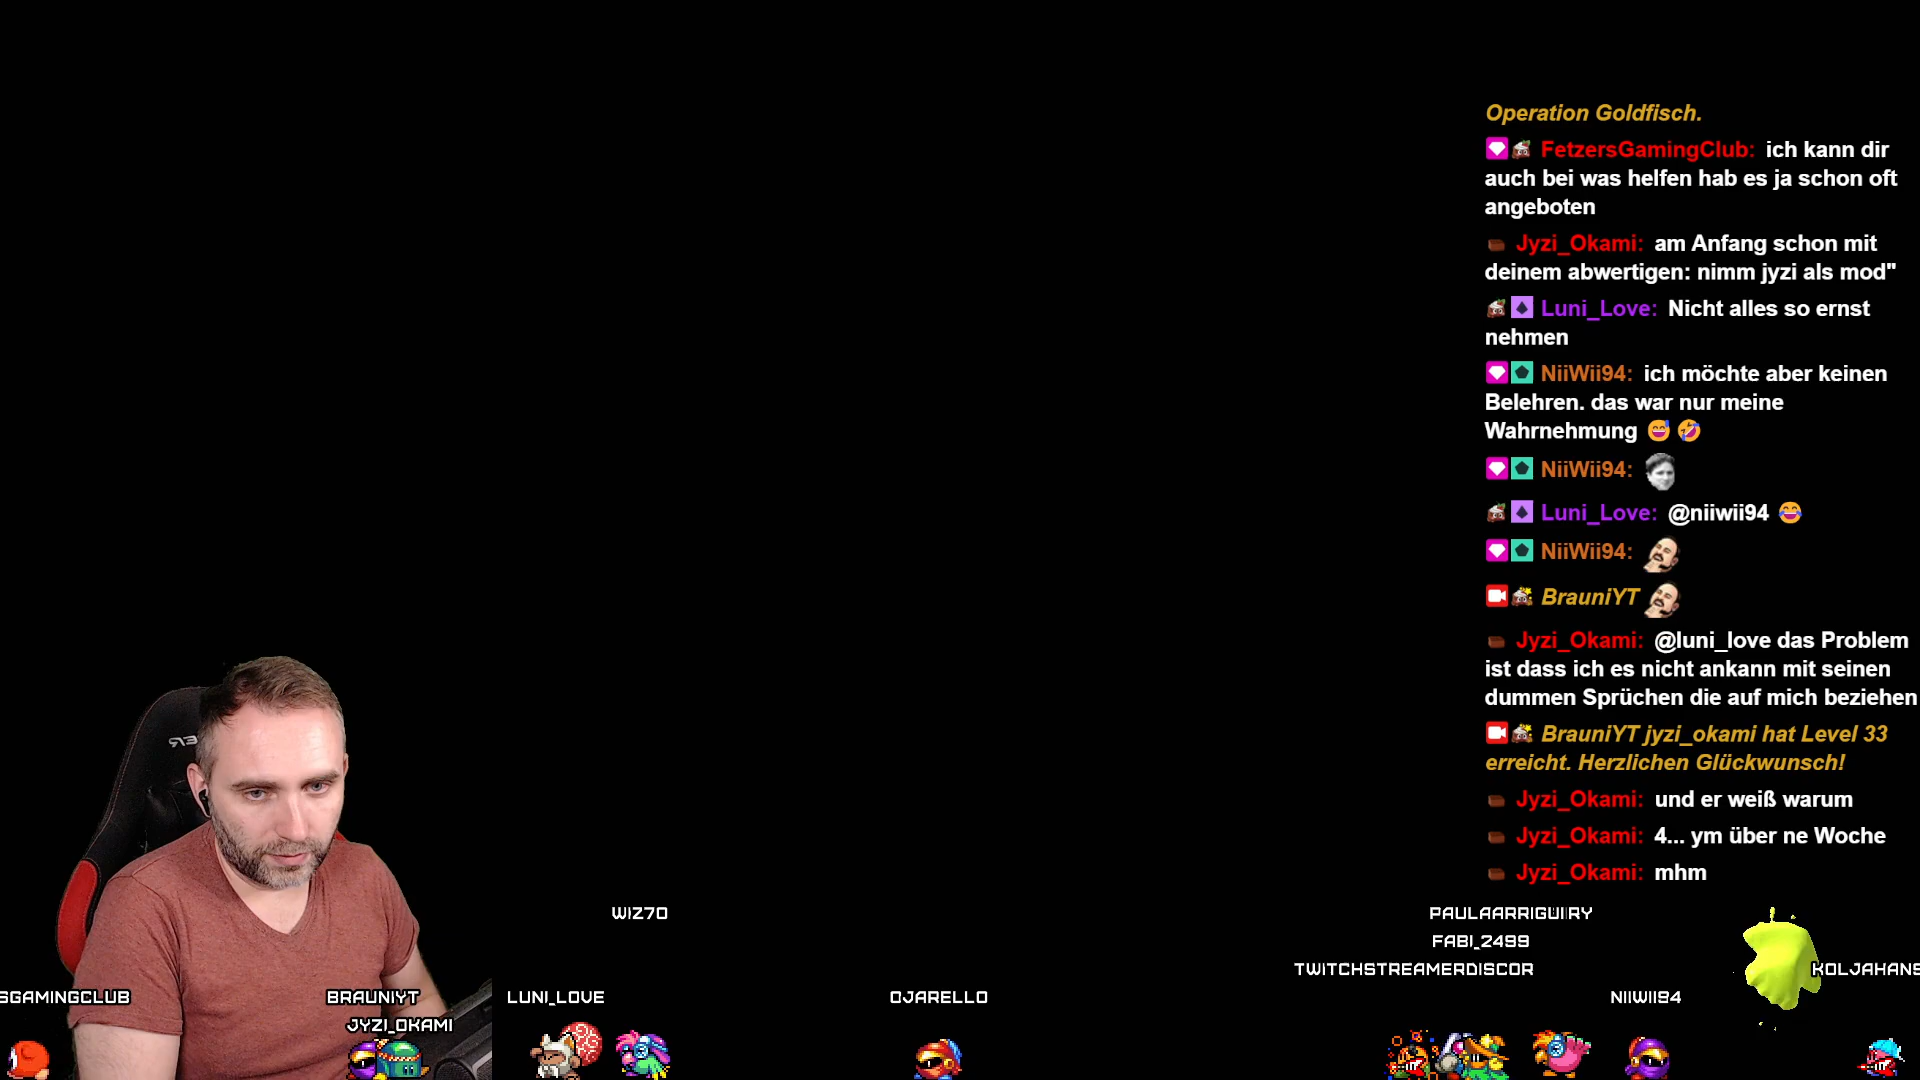 Operation Goldfisch.
FetzersGamingClub: ich kann dir
auch bei was helfen hab es ja schon oft
angeboten
Jyzi_Okami: am Anfang schon mit
deinem abwertigen: nimm jyzi als mod"
Luni_Love: Nicht alles so ernst
nehmen
NiiWii94: ich möchte aber keinen
Belehren. das war nur meine
Wahrnehmung 😅 🤣
NiiWii94:
Luni_Love: @niiwii94 😂
NiiWii94:
BrauniYT
Jyzi_Okami: @luni_love das Problem
ist dass ich es nicht ankann mit seinen
dummen Sprüchen die auf mich beziehen
BrauniYT jyzi_okami hat Level 33
erreicht. Herzlichen Glückwunsch!
Jyzi_Okami: und er weiß warum
Jyzi_Okami: 4... ym über ne Woche
Jyzi_Okami: mhm
WIZ70
FABI_2499
TWITCHSTREAMERDISCOR
KOLJAHANS
SGAMINGCLUB
BRAUNIYT
LUNI_LOVE
OJARELLO
NIIWII94
JYZI_OKAMI